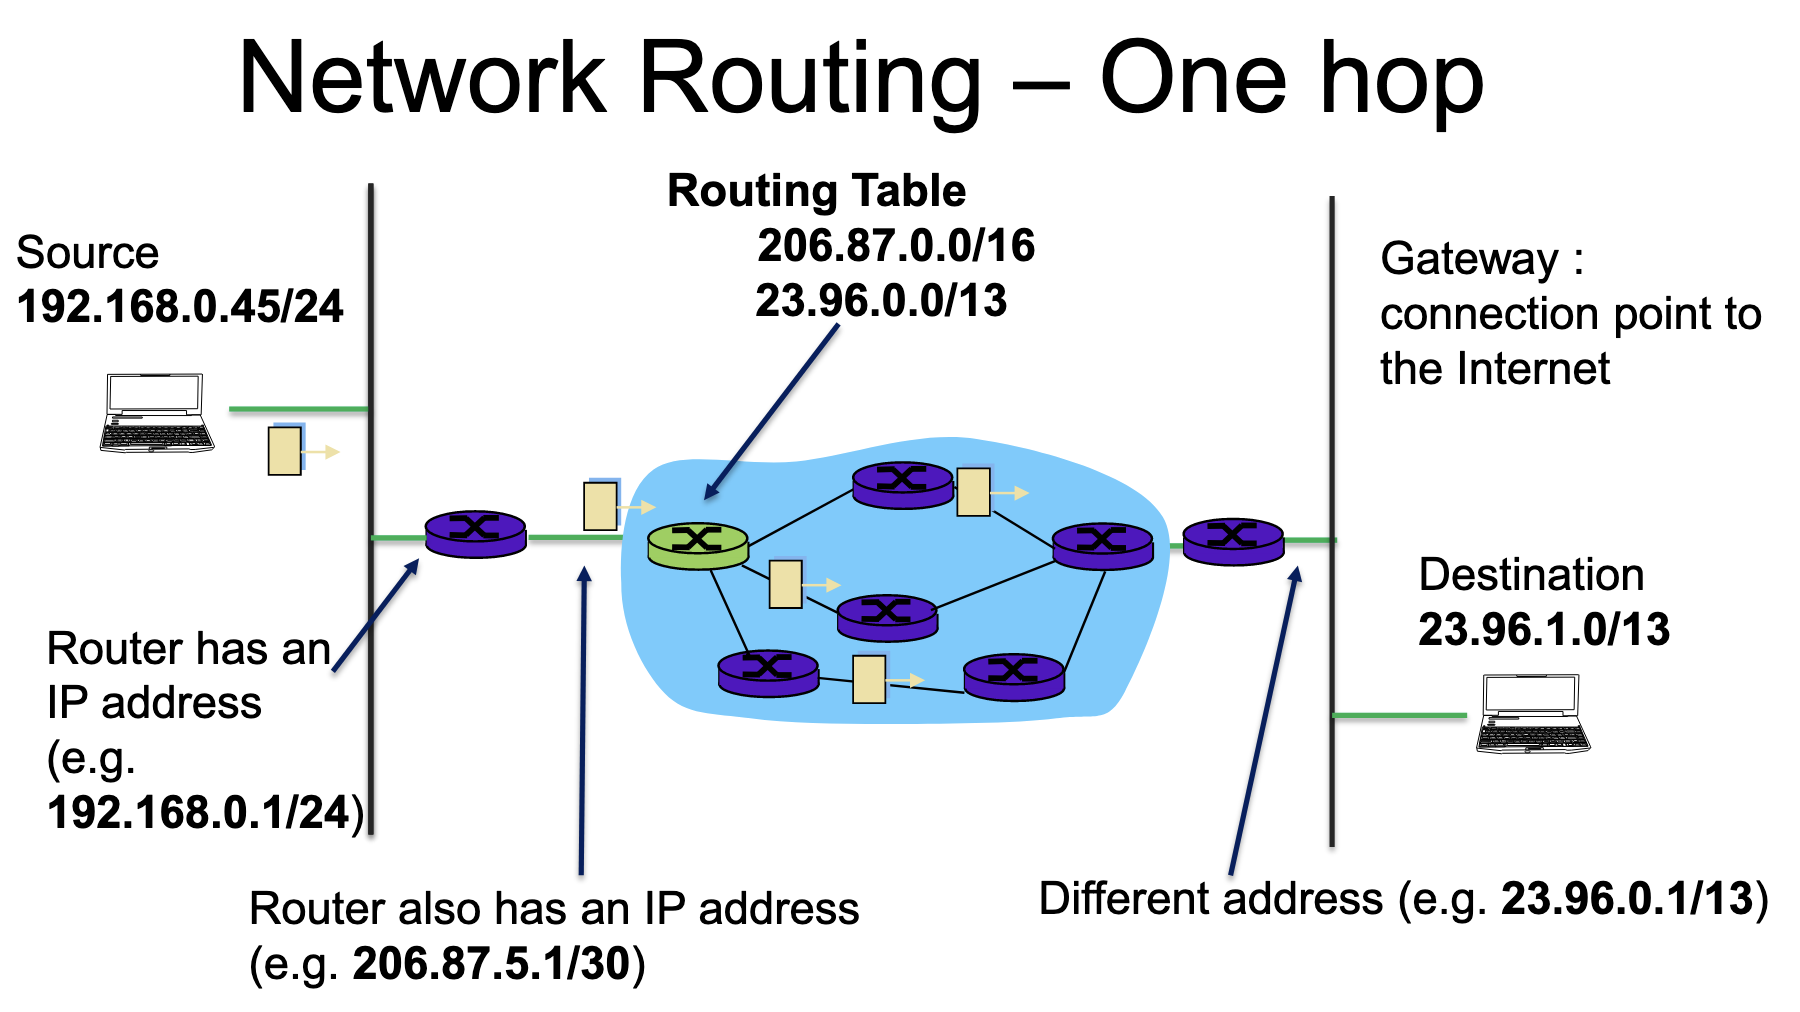 Network Routing – One hop
Routing Table
206.87.0.0/16
23.96.0.0/13
Source
192.168.0.45/24
Gateway :
connection point to
the Internet
Router has an
IP address
(e.g.
192.168.0.1/24)
Destination
23.96.1.0/13
Router also has an IP address
(e.g. 206.87.5.1/30)
Different address (e.g. 23.96.0.1/13)